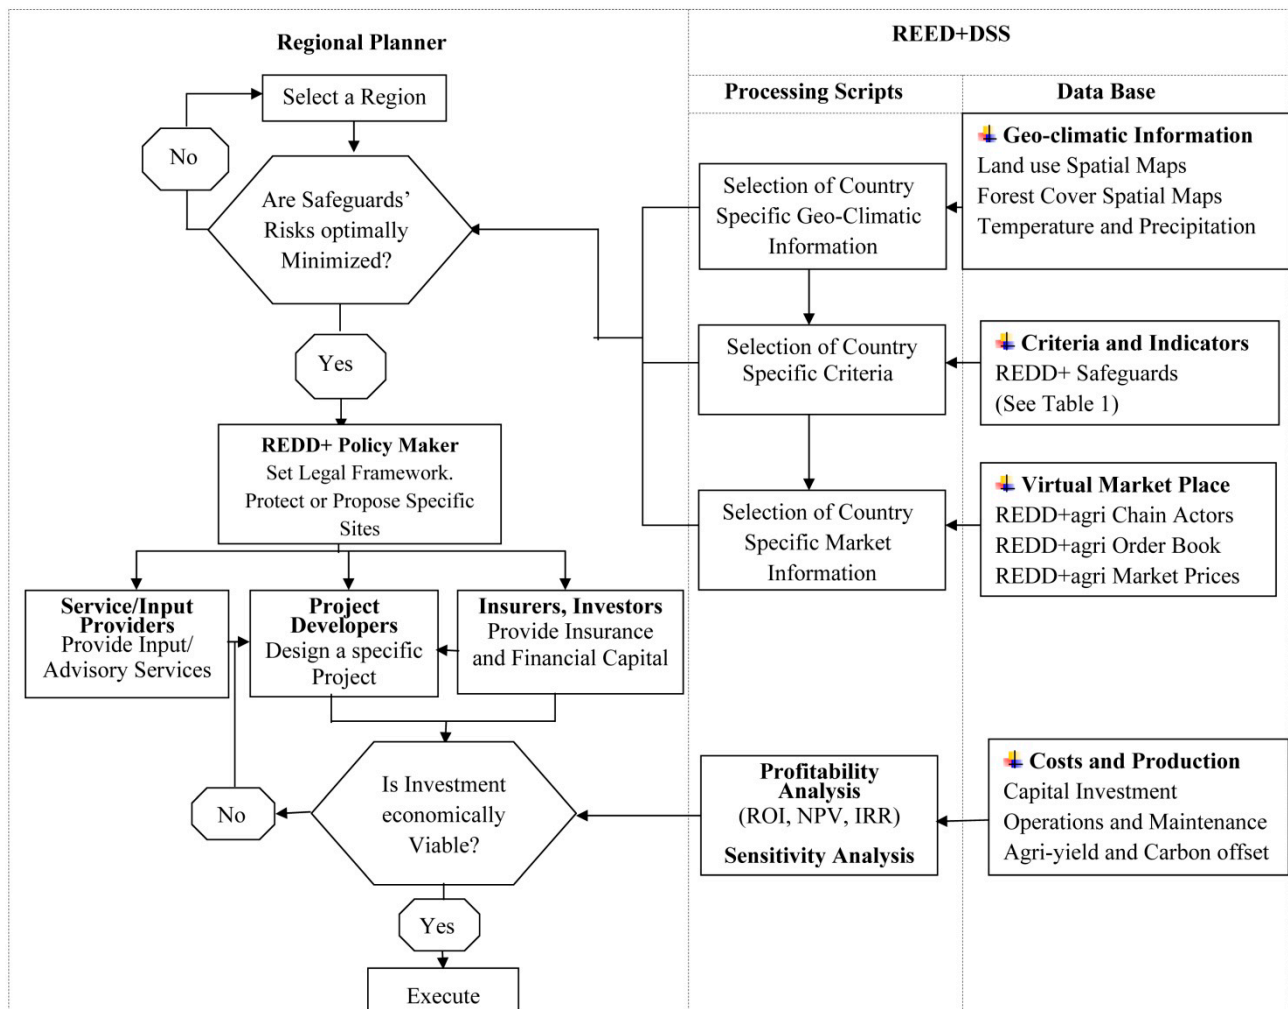 Regional Planner
REED+DSS
Processing Scripts
Data Base
Select a Region
No
Are Safeguards’
Risks optimally
Minimized?
Yes
REDD+ Policy Maker
Set Legal Framework.
Protect or Propose Specific
Sites
Service/Input
Providers
Provide Input/
Advisory Services
Project
Developers
Design a specific
Project
Insurers, Investors
Provide Insurance
and Financial Capital
Is Investment
economically
Viable?
No
Yes
Execute
Selection of Country
Specific Geo-Climatic
Information
Selection of Country
Specific Criteria
Selection of Country
Specific Market
Information
Profitability
Analysis
(ROI, NPV, IRR)
Sensitivity Analysis
Geo-climatic Information
Land use Spatial Maps
Forest Cover Spatial Maps
Temperature and Precipitation
Criteria and Indicators
REDD+ Safeguards
(See Table 1)
Virtual Market Place
REDD+agri Chain Actors
REDD+agri Order Book
REDD+agri Market Prices
Costs and Production
Capital Investment
Operations and Maintenance
Agri-yield and Carbon offset